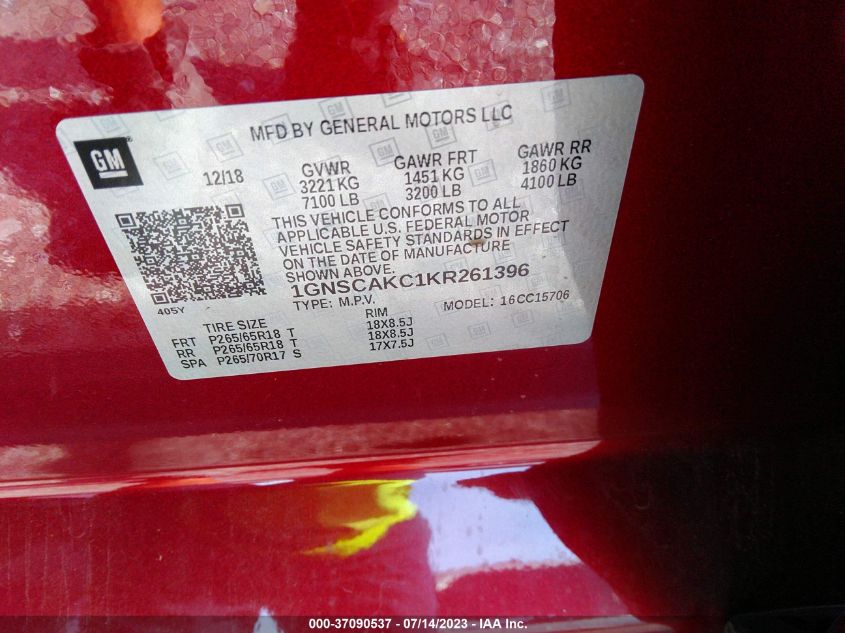 MFD BY GENERAL MOTORS LLC
GM
12/18 GVWR GAWR FRT GAWR RR
3221 KG 1451 KG 1860 KG
7100 LB 3200 LB 4100 LB
THIS VEHICLE CONFORMS TO ALL
APPLICABLE U.S. FEDERAL MOTOR
VEHICLE SAFETY STANDARDS IN EFFECT
ON THE DATE OF MANUFACTURE
SHOWN ABOVE.
405Y
1GNSCAKC1KR261396
TYPE: M.P.V. MODEL: 16CC15706
TIRE SIZE RIM
FRT P265/65R18 T 18X8.5J
RR P265/65R18 T 18X8.5J
SPA P265/70R17 S 17X7.5J
000-37090537 - 07/14/2023 - IAA Inc.